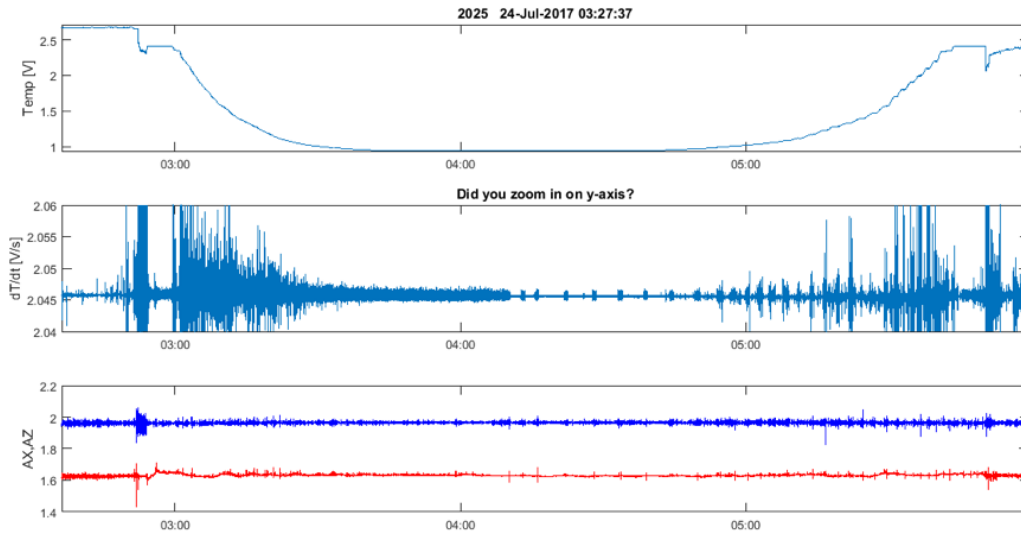 2025 24-Jul-2017 03:27:37
Temp [V]
2.5
2
1.5
1
03:00 04:00 05:00
Did you zoom in on y-axis?
dT/dt [V/s]
2.06
2.055
2.05
2.045
2.04
03:00 04:00 05:00
AX,AZ
2.2
2
1.8
1.6
1.4
03:00 04:00 05:00